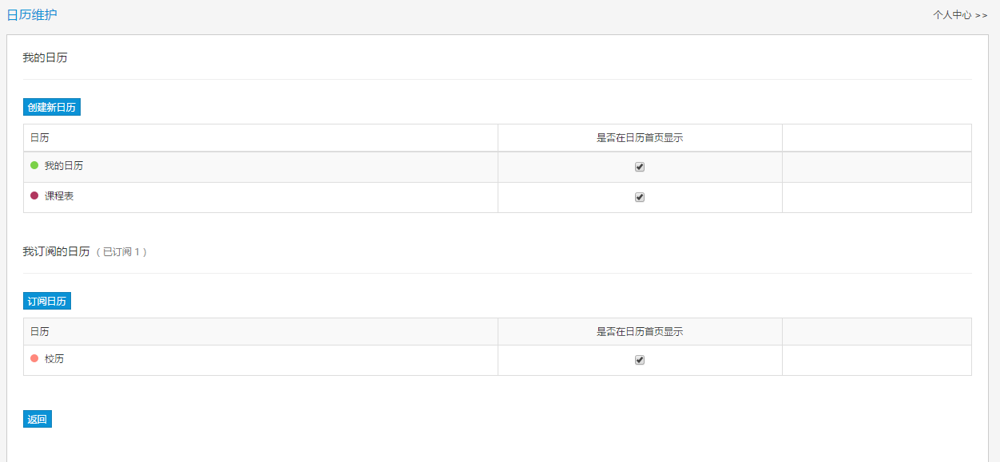 日历维护
个人中心 >>
我的日历
创建新日历
日历 是否在日历首页显示
我的日历
课程表
我订阅的日历 ( 已订阅 1 )
订阅日历
日历 是否在日历首页显示
校历
返回